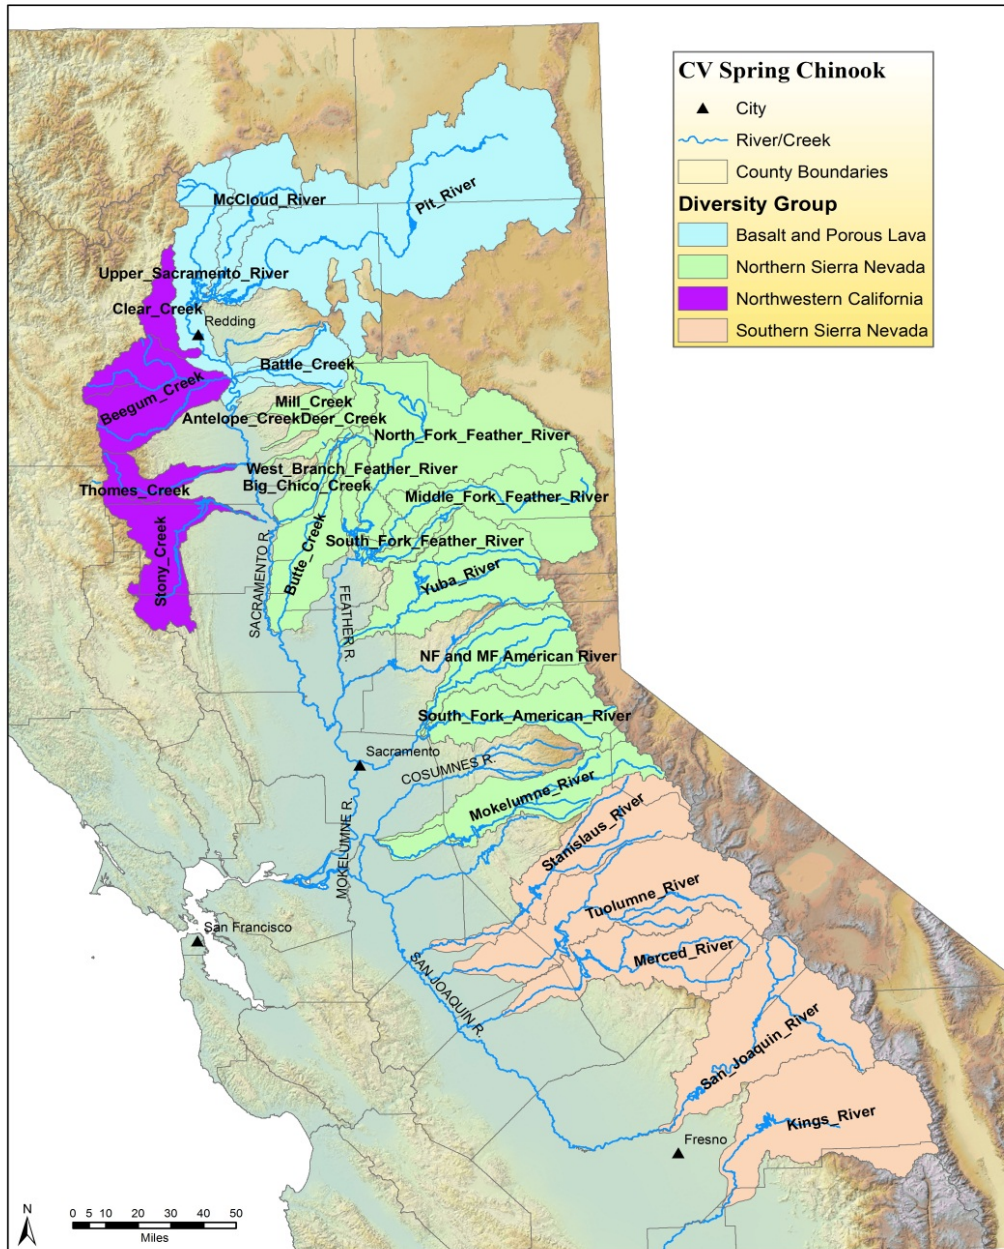 CV Spring Chinook
City
River/Creek
County Boundaries
Diversity Group
Basalt and Porous Lava
Northern Sierra Nevada
Northwestern California
Southern Sierra Nevada
McCloud_River
Pit_River
Upper_Sacramento_River
Clear_Creek
Redding
Battle_Creek
Beegum_Creek
Mill_Creek
Antelope_CreekDeer_Creek
North_Fork_Feather_River
West_Branch_Feather_River
Big_Chico_Creek
Thomes_Creek
Middle_Fork_Feather_River
Stony_Creek
SACRAMENTO R.
Butte_Creek
South_Fork_Feather_River
Yuba_River
FEATHER R.
NF and MF American River
South_Fork_American_River
Sacramento
COSUMNES R.
Mokelumne_River
MOKELUMNE R.
Stanislaus_River
Tuolumne_River
San Francisco
Merced_River
SAN JOAQUIN R.
San_Joaquin_River
Kings_River
Fresno
N
0 5 10 20 30 40 50
Miles